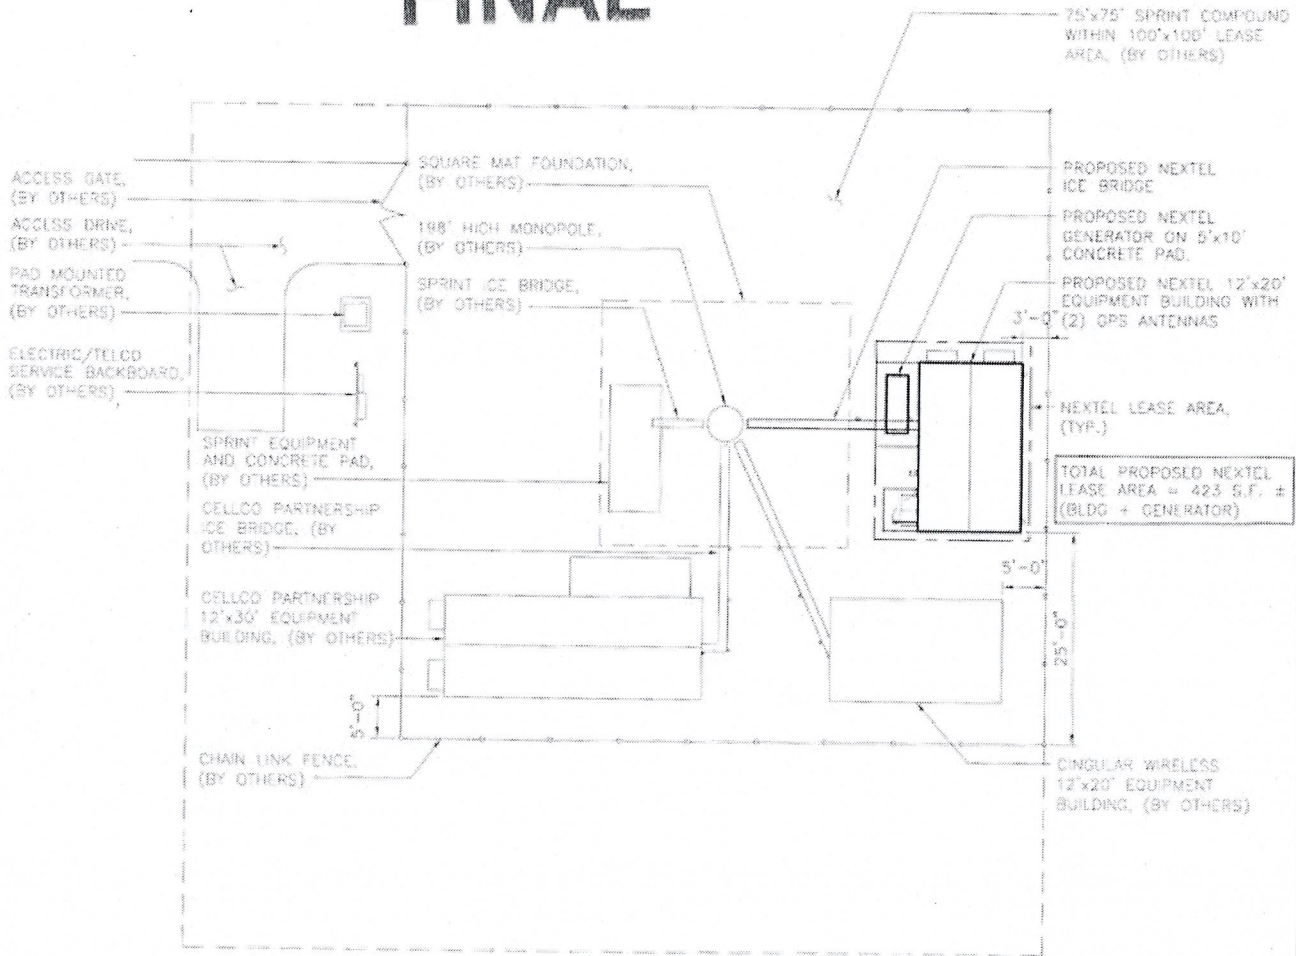 FINAL
75'x75' SPRINT COMPOUND
WITHIN 100'x100' LEASE
AREA, (BY OTHERS)
ACCESS GATE,
(BY OTHERS)
ACCESS DRIVE,
(BY OTHERS)
PAD MOUNTED
TRANSFORMER,
(BY OTHERS)
ELECTRIC/TELCO
SERVICE BACKBOARD,
(BY OTHERS),
SQUARE MAT FOUNDATION,
(BY OTHERS)
198' HIGH MONOPOLE,
(BY OTHERS)
SPRINT ICE BRIDGE,
(BY OTHERS)
PROPOSED NEXTEL
ICE BRIDGE
PROPOSED NEXTEL
GENERATOR ON 5'x10'
CONCRETE PAD.
PROPOSED NEXTEL 12'x20'
EQUIPMENT BUILDING WITH
(2) GPS ANTENNAS
3'-0"
NEXTEL LEASE AREA,
(TYP.)
TOTAL PROPOSED NEXTEL
LEASE AREA = 423 S.F. ±
(BLDG + GENERATOR)
SPRINT EQUIPMENT
AND CONCRETE PAD,
(BY OTHERS)
CELLCO PARTNERSHIP
ICE BRIDGE, (BY
OTHERS)
CELLCO PARTNERSHIP
12'x30' EQUIPMENT
BUILDING, (BY OTHERS)
5'-0"
25'-0"
5'-0"
CHAIN LINK FENCE,
(BY OTHERS)
CINGULAR WIRELESS
12'x20' EQUIPMENT
BUILDING, (BY OTHERS)